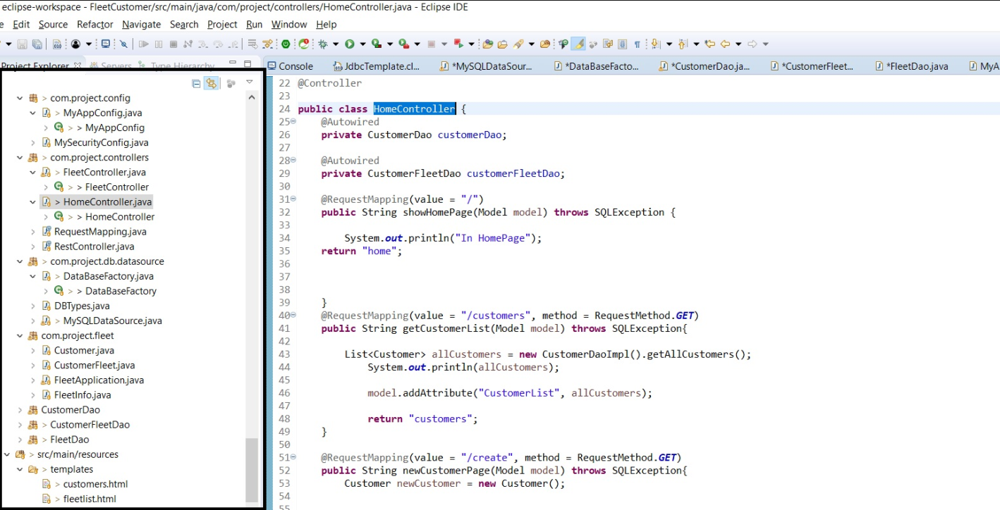 eclipse-workspace - FleetCustomer/src/main/java/com/project/controllers/HomeController.java - Eclipse IDE
Edit Source Refactor Navigate Search Project Run Window Help
Project Explorer Servers Type Hierarchy
Console JdbcTemplate.cl... *MySQLDataSour... *DataBaseFacto... *CustomerDao.ja... *CustomerFleet... *FleetDao.java MyA
> com.project.config
> MyAppConfig.java
> > MyAppConfig
> MySecurityConfig.java
> com.project.controllers
> FleetController.java
> > FleetController
> HomeController.java
> > HomeController
RequestMapping.java
RestController.java
> com.project.db.datasource
> DataBaseFactory.java
> > DataBaseFactory
DBTypes.java
> MySQLDataSource.java
com.project.fleet
Customer.java
CustomerFleet.java
FleetApplication.java
FleetInfo.java
CustomerDao
> CustomerFleetDao
> FleetDao
> src/main/resources
> templates
> customers.html
> fleetlist.html
22 @Controller
23
24 public class HomeController {
25 @Autowired
26 private CustomerDao customerDao;
27
28 @Autowired
29 private CustomerFleetDao customerFleetDao;
30
31 @RequestMapping(value = "/")
32 public String showHomePage(Model model) throws SQLException {
33
34 System.out.println("In HomePage");
35 return "home";
36
37
38
39 }
40 @RequestMapping(value = "/customers", method = RequestMethod.GET)
41 public String getCustomerList(Model model) throws SQLException{
42
43 List<Customer> allCustomers = new CustomerDaoImpl().getAllCustomers();
44 System.out.println(allCustomers);
45
46 model.addAttribute("CustomerList", allCustomers);
47
48 return "customers";
49 }
50
51 @RequestMapping(value = "/create", method = RequestMethod.GET)
52 public String newCustomerPage(Model model) throws SQLException{
53 Customer newCustomer = new Customer();
54
55